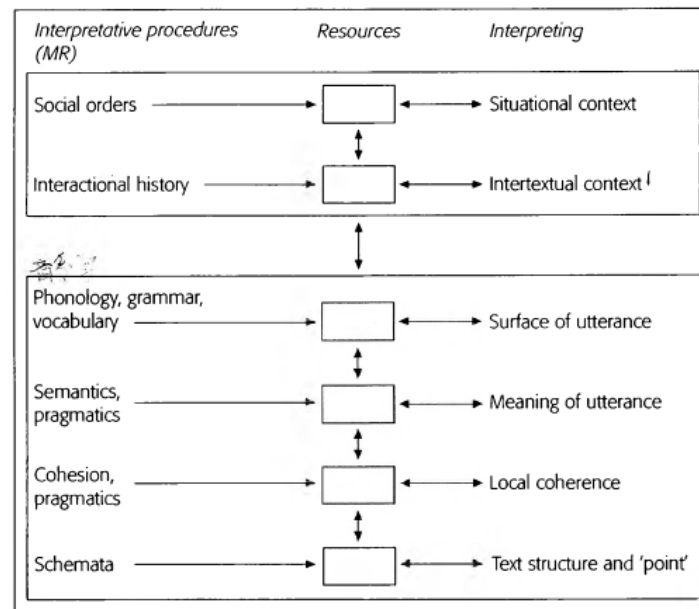 Interpretative procedures
(MR)
Resources
Interpreting
Social orders
Situational context
Interactional history
Intertextual context
Phonology, grammar,
vocabulary
Surface of utterance
Semantics,
pragmatics
Meaning of utterance
Cohesion,
pragmatics
Local coherence
Schemata
Text structure and 'point'